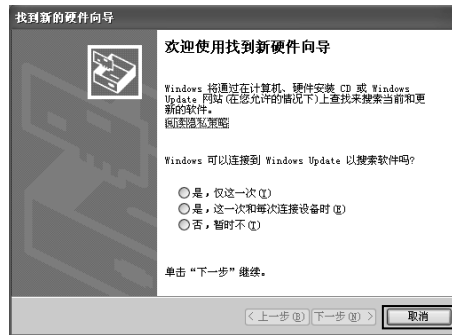 找到新的硬件向导
欢迎使用找到新硬件向导
Windows 将通过在计算机、硬件安装 CD 或 Windows
Update 网站(在您允许的情况下)上查找来搜索当前和更
新的软件。
阅读隐私策略
Windows 可以连接到 Windows Update 以搜索软件吗?
是，仅这一次(Y)
是，这一次和每次连接设备时(E)
否，暂时不(T)
单击“下一步”继续。
< 上一步(B) 下一步(N) > 取消